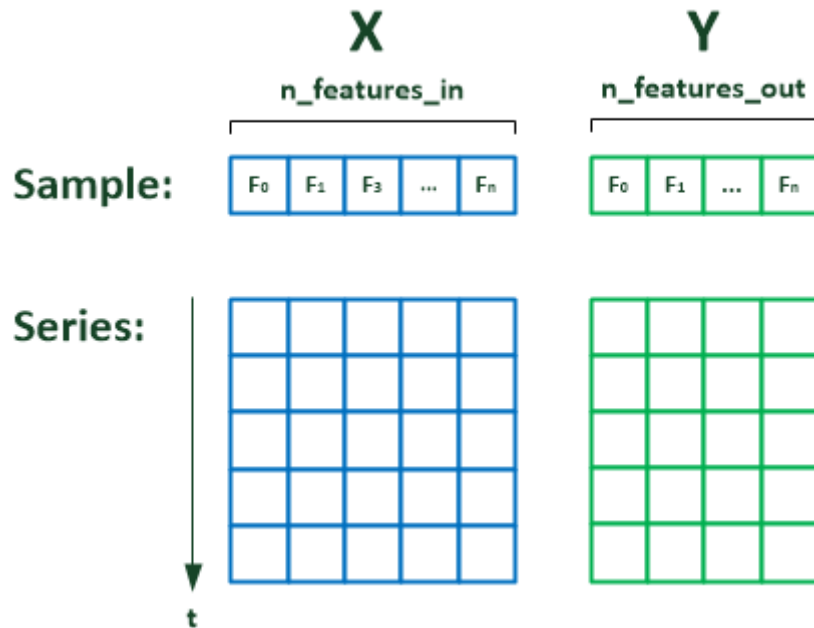 X Y
n_features_in n_features_out
Sample: F₀ F₁ F₃ ... Fₙ F₀ F₁ ... Fₙ
Series:
t